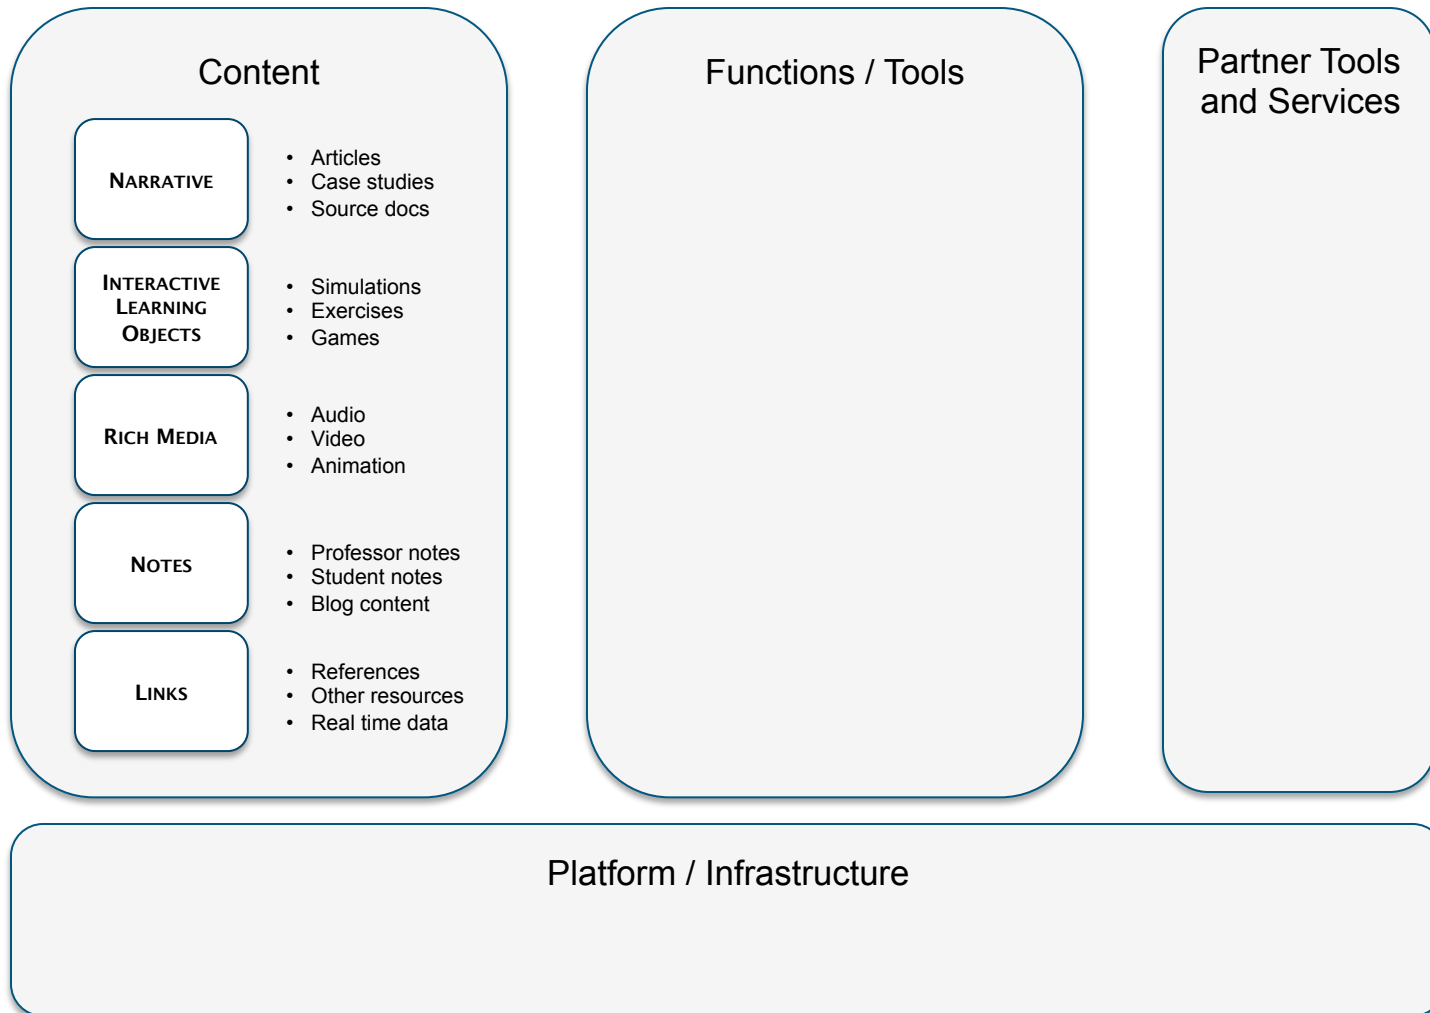 Content
NARRATIVE
• Articles
• Case studies
• Source docs
INTERACTIVE
LEARNING
OBJECTS
• Simulations
• Exercises
• Games
RICH MEDIA
• Audio
• Video
• Animation
NOTES
• Professor notes
• Student notes
• Blog content
LINKS
• References
• Other resources
• Real time data
Functions / Tools
Partner Tools
and Services
Platform / Infrastructure